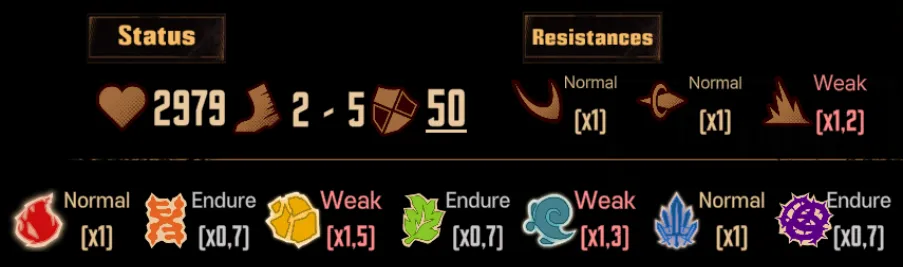 Status
Resistances
2979 2 - 5 50
Normal Normal Weak
[x1] [x1] [x1,2]
Normal Endure Weak Endure Weak Normal Endure
[x1] [x0,7] [x1,5] [x0,7] [x1,3] [x1] [x0,7]